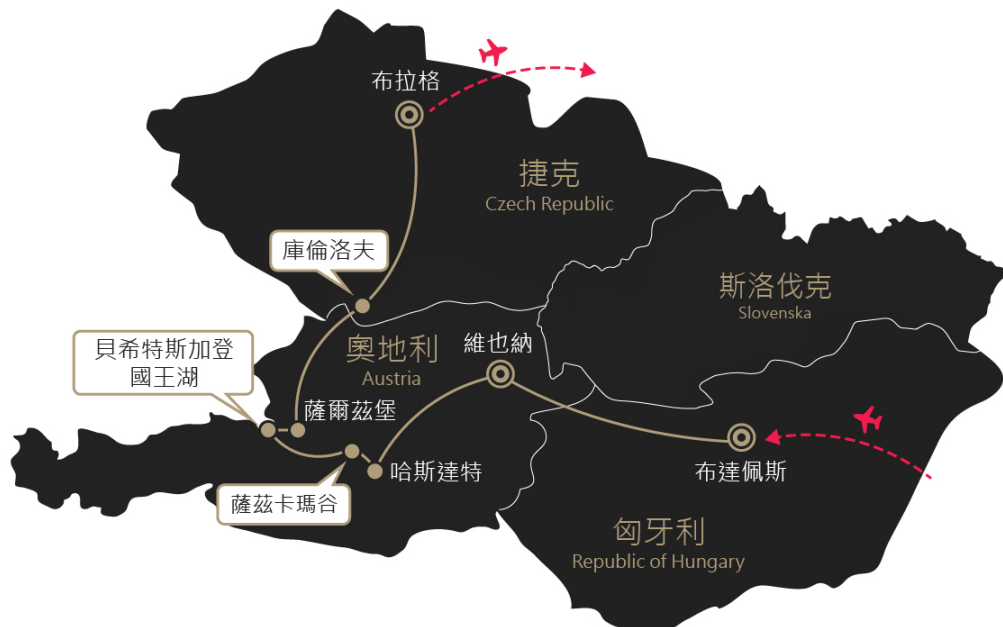 布拉格
捷克
Czech Republic
庫倫洛夫
斯洛伐克
Slovenska
貝希特斯加登
國王湖
奧地利
Austria
維也納
薩爾茲堡
哈斯達特
薩茲卡瑪谷
布達佩斯
匈牙利
Republic of Hungary